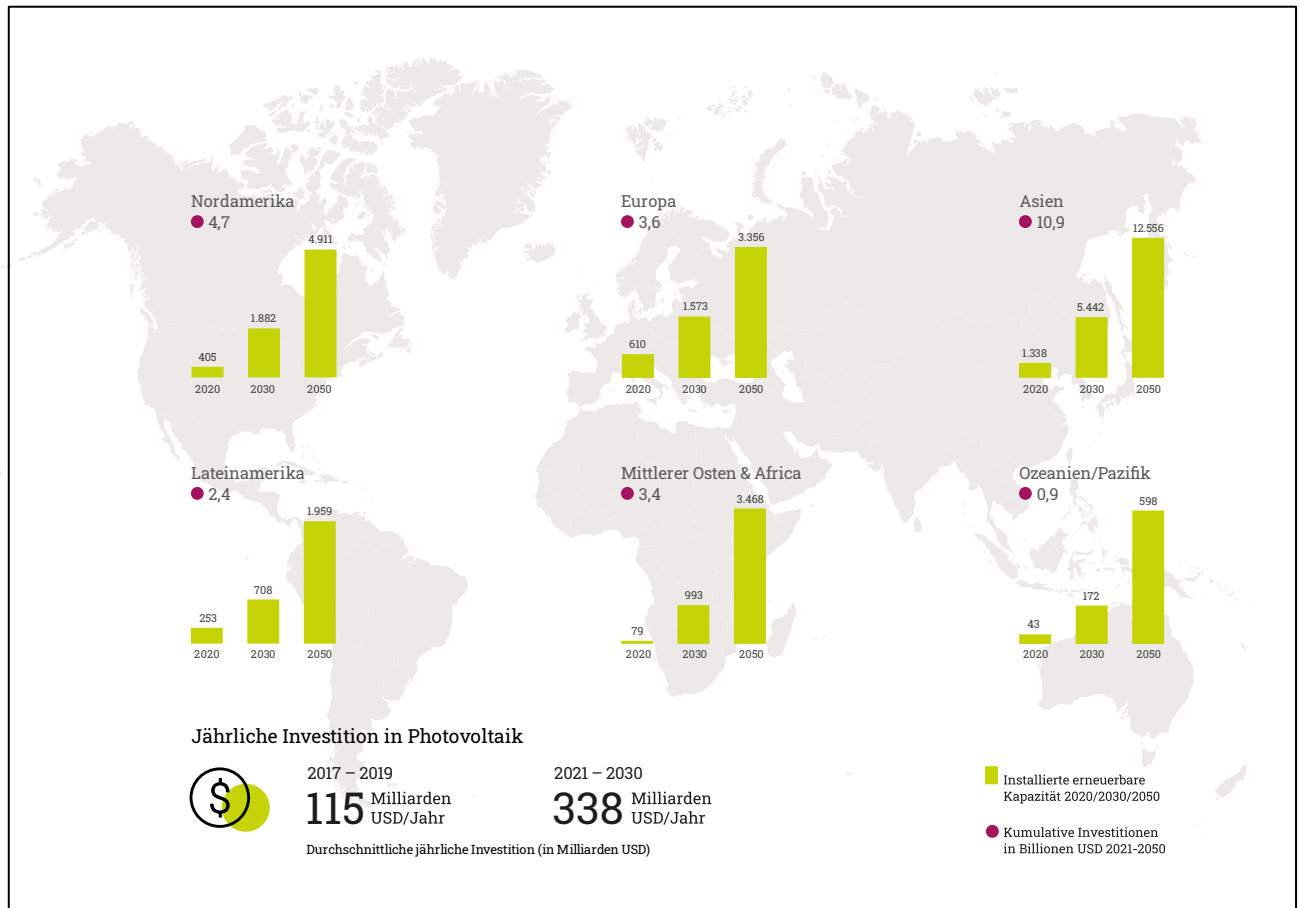 Nordamerika
4,7
4.911
1.882
405
2020 2030 2050
Europa
3,6
3.356
1.573
610
2020 2030 2050
Asien
10,9
12.556
5.442
1.338
2020 2030 2050
Lateinamerika
2,4
1.959
708
253
2020 2030 2050
Mittlerer Osten & Africa
3,4
3.468
993
79
2020 2030 2050
Ozeanien/Pazifik
0,9
598
172
43
2020 2030 2050
Jährliche Investition in Photovoltaik
$
2017 – 2019
115 Milliarden
USD/Jahr
2021 – 2030
338 Milliarden
USD/Jahr
Durchschnittliche jährliche Investition (in Milliarden USD)
Installierte erneuerbare
Kapazität 2020/2030/2050
Kumulative Investitionen
in Billionen USD 2021-2050